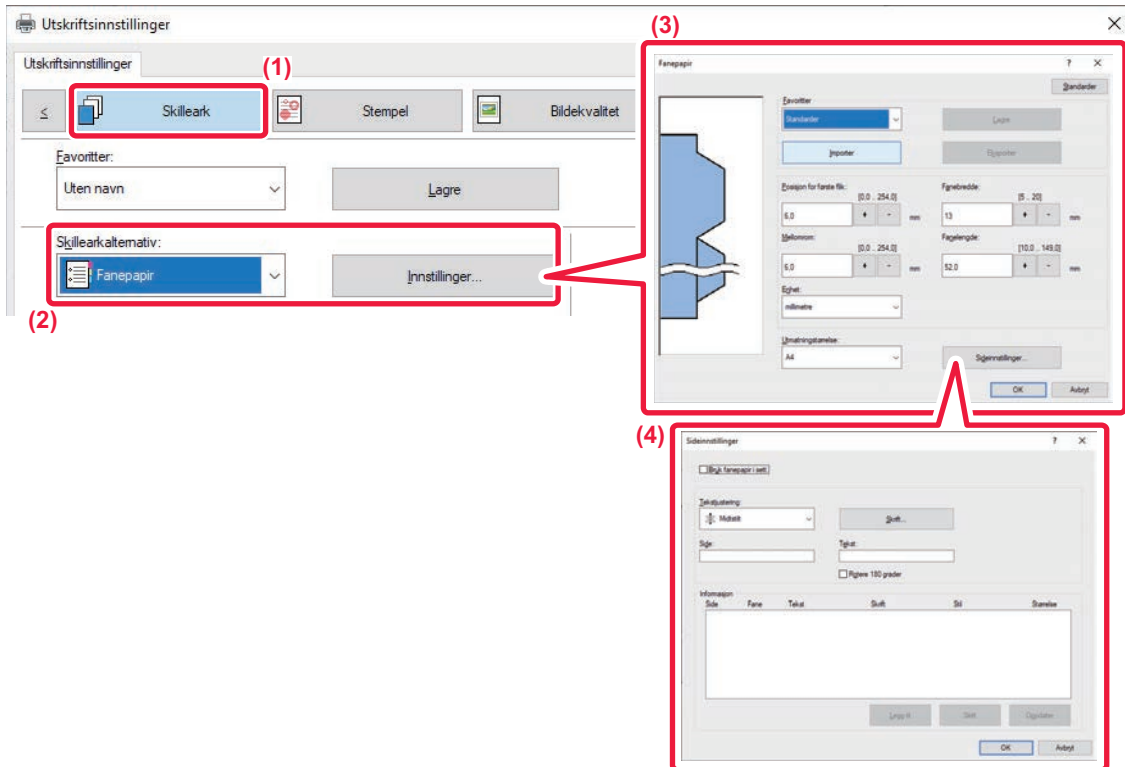 Utskriftsinnstillinger
Utskriftsinnstillinger
(1)
≤ Skilleark Stempel Bildekvalitet
Favoritter:
Uten navn Lagre
Skillearkalternativ:
Fanepapir Innstillinger...
(2)
(3)
Fanepapir ?
Standarder
Favoritter
Standarder Lagre
Importer Eksporter
Posisjon for første flik: [0,0 .. 254,0] Fanebredde: [5 .. 20]
6,0 + - mm 13 + - mm
Mellomrom: [0,0 .. 254,0] Fagelengde: [10,0 .. 149,0]
6,0 + - mm 52,0 + - mm
Enhet:
millimetre
Utmatningstørrelse:
A4 Sideinnstillinger...
OK Avbryt
(4)
Sideinnstillinger ?
Bruk fanepapir i sett
Tekstjustering:
Midtstilt Skrift...
Side: Tekst:
Rotere 180 grader
Informasjon
Side Fane Tekst Skrift Stil Størrelse
Legg til Slett Oppdater
OK Avbryt